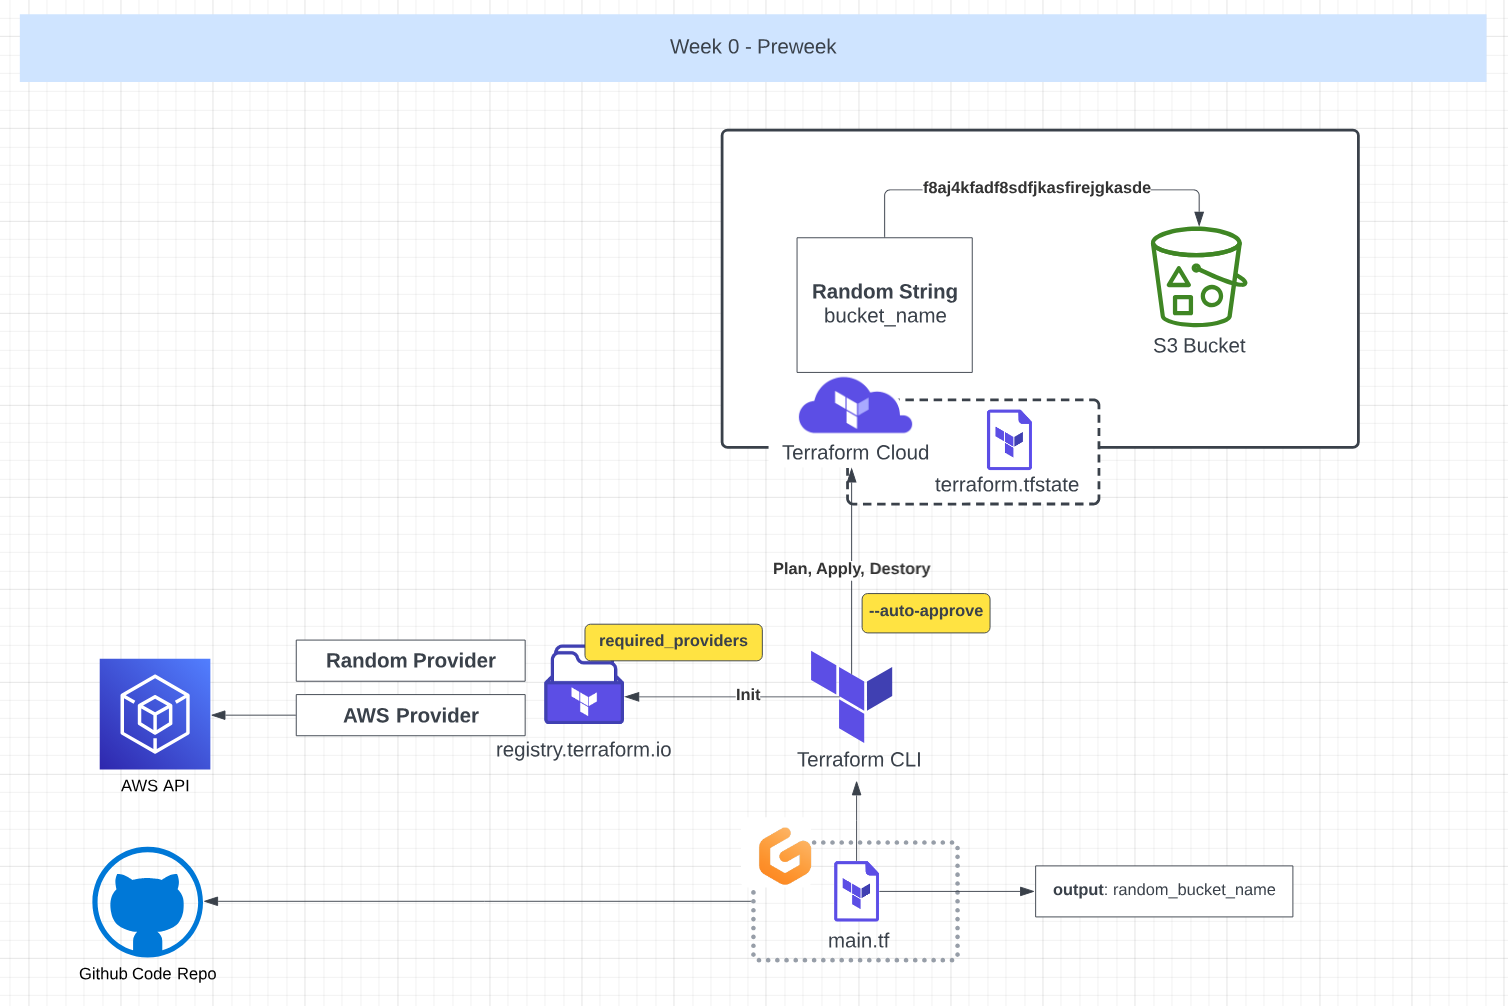 Week 0 - Preweek
f8aj4kfadf8sdfjkasfirejgkasde
Random String
bucket_name
S3 Bucket
Terraform Cloud
terraform.tfstate
Plan, Apply, Destory
--auto-approve
required_providers
Random Provider
AWS Provider
Init
registry.terraform.io
Terraform CLI
AWS API
output: random_bucket_name
main.tf
Github Code Repo